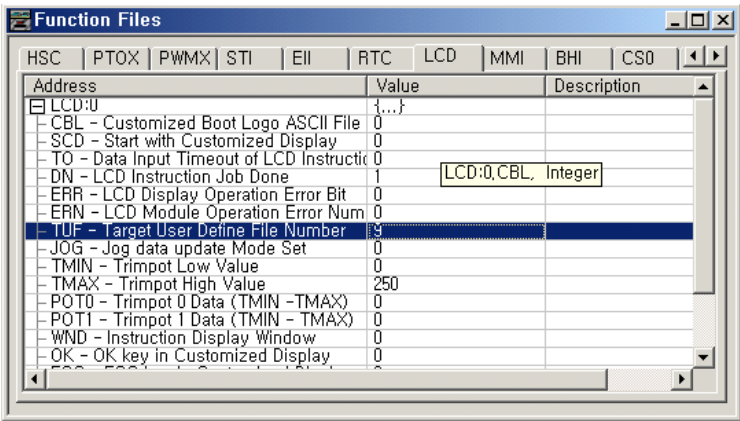 Function Files
HSC PTOX PWMX STI EII RTC LCD MMI BHI CS0
Address Value Description
LCD:0 {...}
CBL - Customized Boot Logo ASCII File 0
SCD - Start with Customized Display 0
TO - Data Input Timeout of LCD Instructi 0
DN - LCD Instruction Job Done 1
LCD:0,CBL, Integer
ERR - LCD Display Operation Error Bit 0
ERN - LCD Module Operation Error Num 0
TUF - Target User Define File Number 9
JOG - Jog data update Mode Set 0
TMIN - Trimpot Low Value 0
TMAX - Trimpot High Value 250
POT0 - Trimpot 0 Data (TMIN -TMAX) 0
POT1 - Trimpot 1 Data (TMIN - TMAX) 0
WND - Instruction Display Window 0
OK - OK key in Customized Display 0